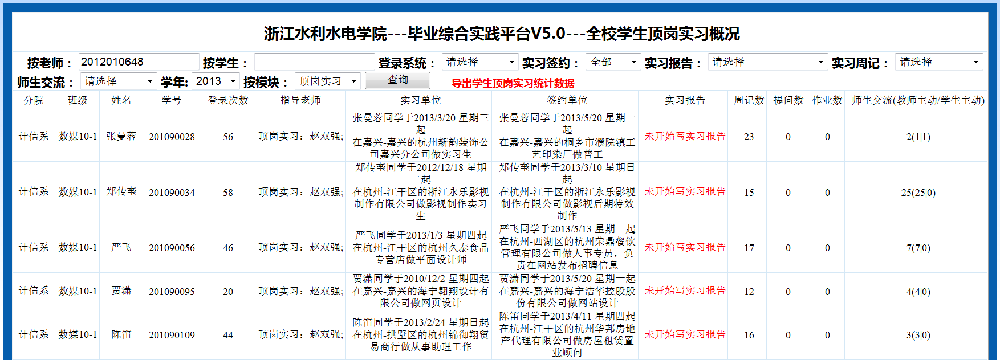 浙江水利水电学院---毕业综合实践平台V5.0---全校学生顶岗实习概况
按老师： 2012010648 按学生： 登录系统： 请选择 实习签约： 全部 实习报告： 请选择 实习周记： 请选择
师生交流： 请选择 学年: 2013 按模块： 顶岗实习 查询 导出学生顶岗实习统计数据
分院 班级 姓名 学号 登录次数 指导老师 实习单位 签约单位 实习报告 周记数 提问数 作业数 师生交流(教师主动/学生主动)
计信系 数媒10-1 张曼蓉 201090028 56 顶岗实习：赵双强;
张曼蓉同学于2013/3/20 星期三
起
在嘉兴-嘉兴的杭州新韵装饰公
司嘉兴分公司做实习生
张曼蓉同学于2013/5/20 星期一
起
在嘉兴-嘉兴的桐乡市濮院镇工
艺印染厂做普工
未开始写实习报告 23 0 0 2(1|1)
计信系 数媒10-1 郑传奎 201090034 58 顶岗实习：赵双强;
郑传奎同学于2012/12/18 星期
二起
在杭州-江干区的浙江永乐影视
制作有限公司做影视制作实习
生
郑传奎同学于2013/3/10 星期日
起
在杭州-江干区的浙江永乐影视
制作有限公司做影视后期特效
制作
未开始写实习报告 15 0 0 25(25|0)
计信系 数媒10-1 严飞 201090056 46 顶岗实习：赵双强;
严飞同学于2013/1/3 星期四起
在杭州-江干区的杭州久泰食品
专营店做平面设计师
严飞同学于2013/5/13 星期一起
在杭州-西湖区的杭州荣鼎餐饮
管理有限公司做人事专员，负
责在网站发布招聘信息
未开始写实习报告 17 0 0 7(7|0)
计信系 数媒10-1 贾潇 201090095 20 顶岗实习：赵双强;
贾潇同学于2010/12/2 星期四起
在嘉兴-嘉兴的海宁翱翔设计有
限公司做网页设计
贾潇同学于2013/5/20 星期一起
在嘉兴-嘉兴的海宁洁华控股股
份有限公司做网站设计
未开始写实习报告 12 0 0 4(4|0)
计信系 数媒10-1 陈笛 201090109 44 顶岗实习：赵双强;
陈笛同学于2013/2/24 星期日起
在杭州-拱墅区的杭州锦御翔贸
易商行做从事助理工作
陈笛同学于2013/4/11 星期四起
在杭州-江干区的杭州华邦房地
产代理有限公司做房屋租赁置
业顾问
未开始写实习报告 16 0 0 3(3|0)